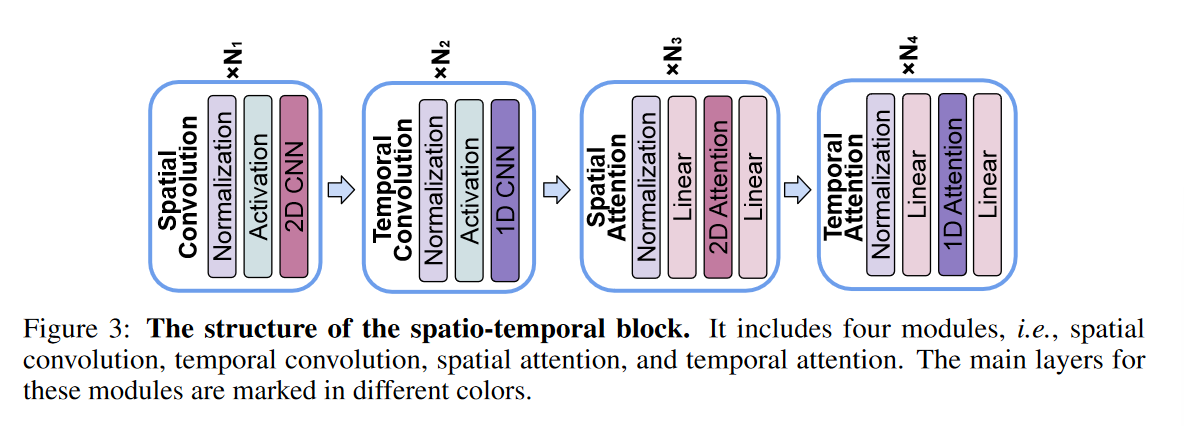 ×N₁
Spatial
Convolution
Normalization
Activation
2D CNN
×N₂
Temporal
Convolution
Normalization
Activation
1D CNN
×N₃
Spatial
Attention
Normalization
Linear
2D Attention
Linear
×N₄
Temporal
Attention
Normalization
Linear
1D Attention
Linear
Figure 3: The structure of the spatio-temporal block. It includes four modules, i.e., spatial
convolution, temporal convolution, spatial attention, and temporal attention. The main layers for
these modules are marked in different colors.